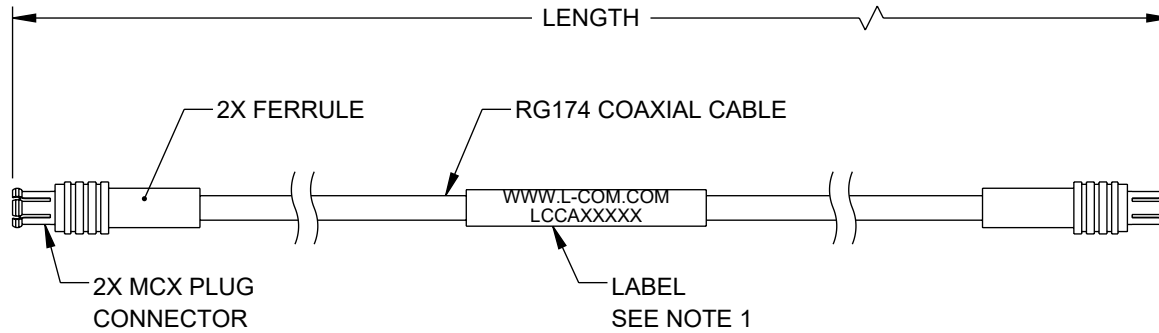 LENGTH
2X FERRULE
RG174 COAXIAL CABLE
WWW.L-COM.COM
LCCAXXXXX
2X MCX PLUG
CONNECTOR
LABEL
SEE NOTE 1